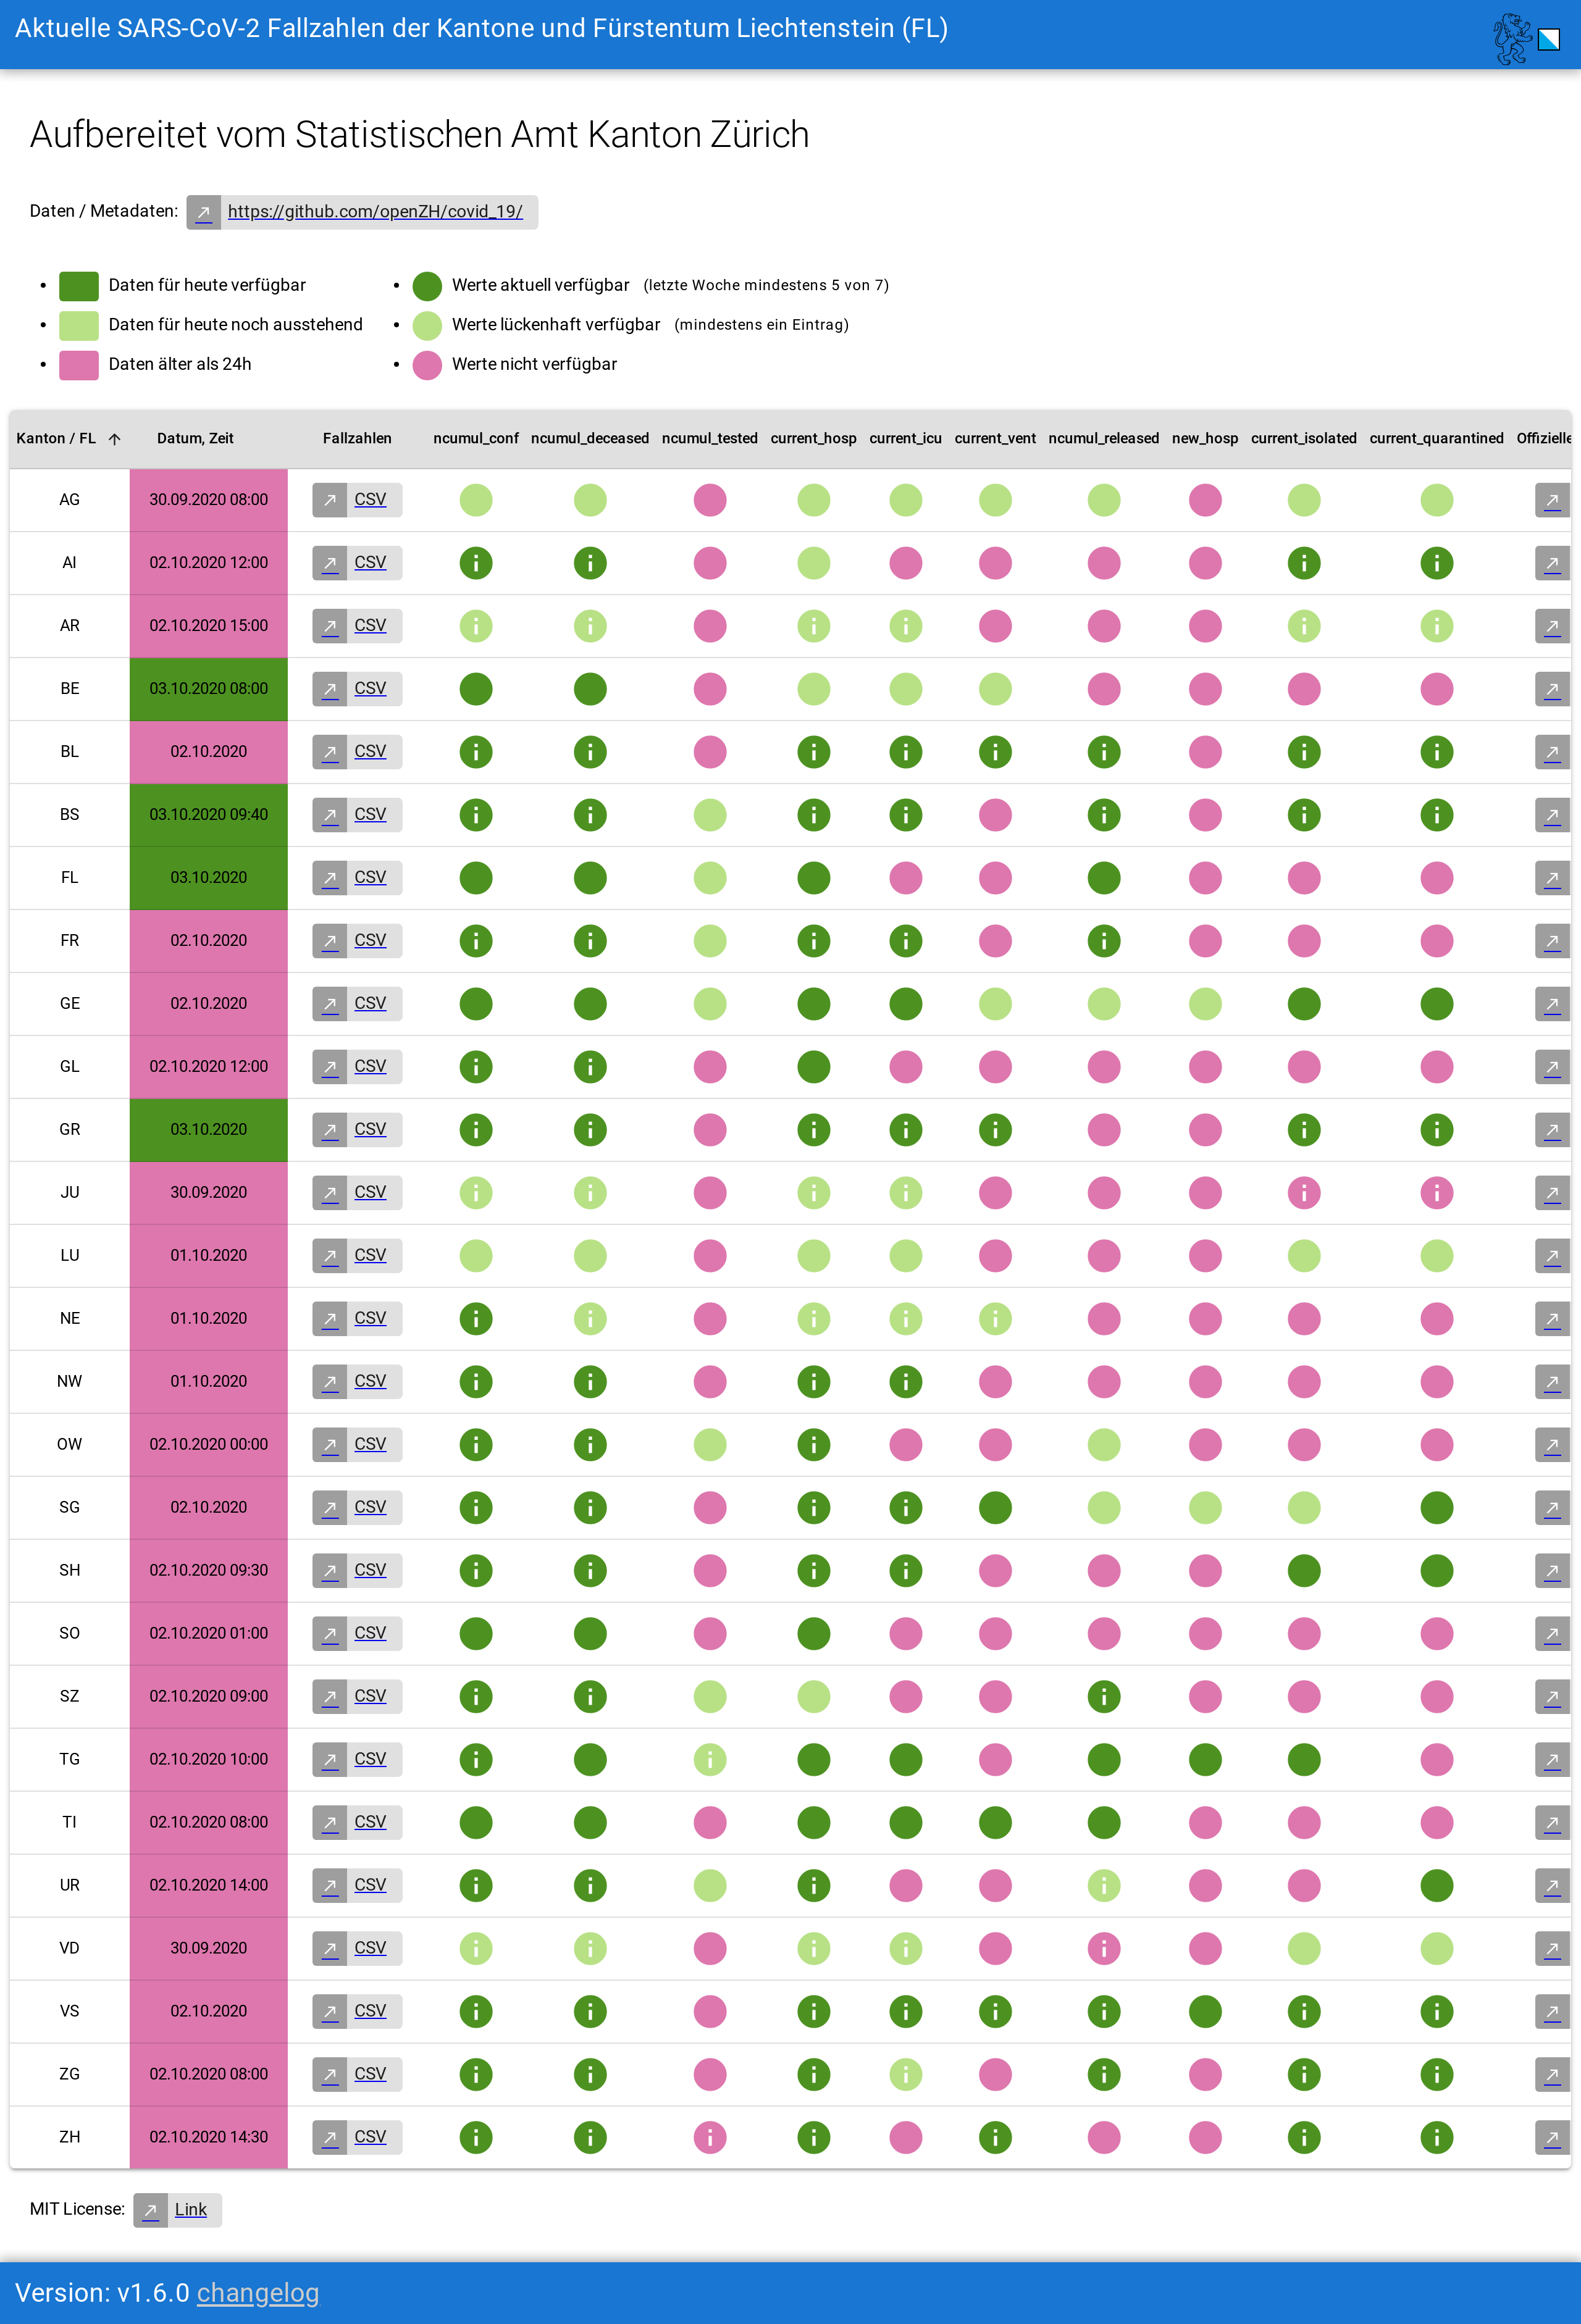 Aktuelle SARS-CoV-2 Fallzahlen der Kantone und Fürstentum Liechtenstein (FL)
Aufbereitet vom Statistischen Amt Kanton Zürich
Daten / Metadaten: https://github.com/openZH/covid_19/
Daten für heute verfügbar
Daten für heute noch ausstehend
Daten älter als 24h
Werte aktuell verfügbar (letzte Woche mindestens 5 von 7)
Werte lückenhaft verfügbar (mindestens ein Eintrag)
Werte nicht verfügbar
Kanton / FL Datum, Zeit Fallzahlen ncumul_conf ncumul_deceased ncumul_tested current_hosp current_icu current_vent ncumul_released new_hosp current_isolated current_quarantined Offizielle
AG 30.09.2020 08:00 CSV
AI 02.10.2020 12:00 CSV
AR 02.10.2020 15:00 CSV
BE 03.10.2020 08:00 CSV
BL 02.10.2020 CSV
BS 03.10.2020 09:40 CSV
FL 03.10.2020 CSV
FR 02.10.2020 CSV
GE 02.10.2020 CSV
GL 02.10.2020 12:00 CSV
GR 03.10.2020 CSV
JU 30.09.2020 CSV
LU 01.10.2020 CSV
NE 01.10.2020 CSV
NW 01.10.2020 CSV
OW 02.10.2020 00:00 CSV
SG 02.10.2020 CSV
SH 02.10.2020 09:30 CSV
SO 02.10.2020 01:00 CSV
SZ 02.10.2020 09:00 CSV
TG 02.10.2020 10:00 CSV
TI 02.10.2020 08:00 CSV
UR 02.10.2020 14:00 CSV
VD 30.09.2020 CSV
VS 02.10.2020 CSV
ZG 02.10.2020 08:00 CSV
ZH 02.10.2020 14:30 CSV
MIT License: Link
Version: v1.6.0 changelog